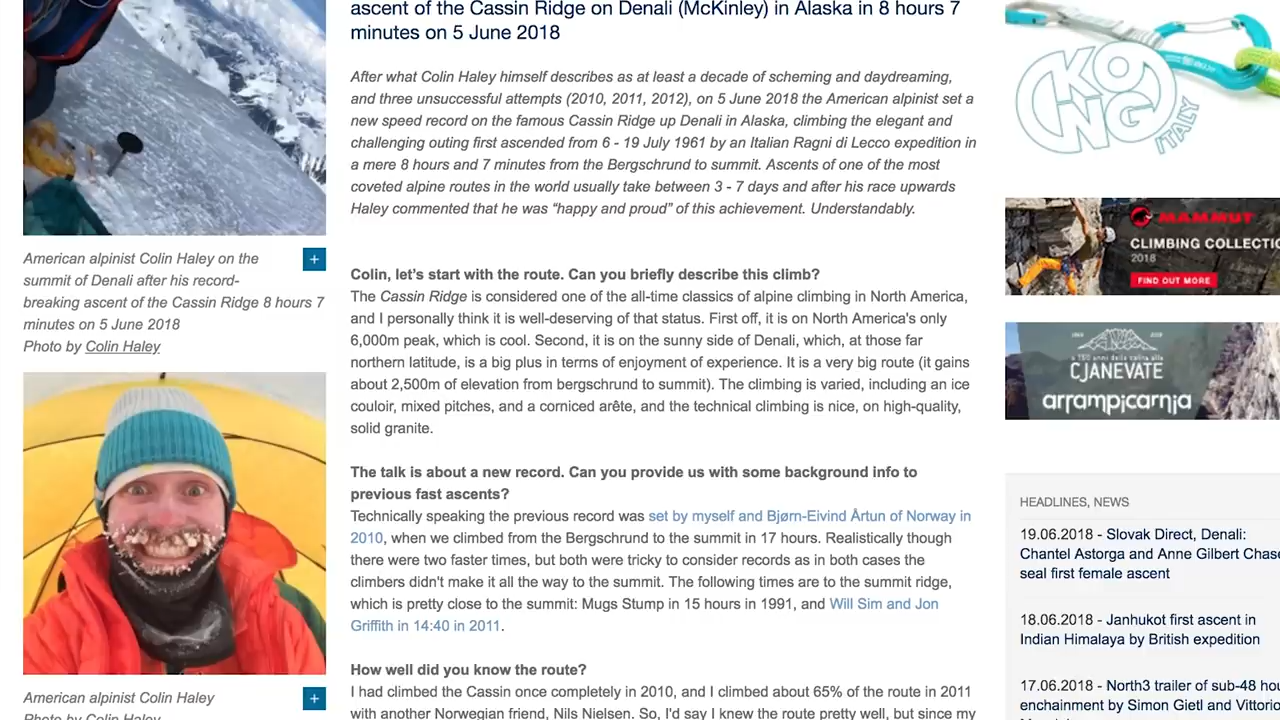 ascent of the Cassin Ridge on Denali (McKinley) in Alaska in 8 hours 7
minutes on 5 June 2018
After what Colin Haley himself describes as at least a decade of scheming and daydreaming,
and three unsuccessful attempts (2010, 2011, 2012), on 5 June 2018 the American alpinist set a
new speed record on the famous Cassin Ridge up Denali in Alaska, climbing the elegant and
challenging outing first ascended from 6 - 19 July 1961 by an Italian Ragni di Lecco expedition in
a mere 8 hours and 7 minutes from the Bergschrund to summit. Ascents of one of the most
coveted alpine routes in the world usually take between 3 - 7 days and after his race upwards
Haley commented that he was “happy and proud” of this achievement. Understandably.
American alpinist Colin Haley on the
summit of Denali after his record-
breaking ascent of the Cassin Ridge 8 hours 7
minutes on 5 June 2018
Photo by Colin Haley
+
Colin, let’s start with the route. Can you briefly describe this climb?
The Cassin Ridge is considered one of the all-time classics of alpine climbing in North America,
and I personally think it is well-deserving of that status. First off, it is on North America's only
6,000m peak, which is cool. Second, it is on the sunny side of Denali, which, at those far
northern latitude, is a big plus in terms of enjoyment of experience. It is a very big route (it gains
about 2,500m of elevation from bergschrund to summit). The climbing is varied, including an ice
couloir, mixed pitches, and a corniced arête, and the technical climbing is nice, on high-quality,
solid granite.
The talk is about a new record. Can you provide us with some background info to
previous fast ascents?
Technically speaking the previous record was set by myself and Bjørn-Eivind Årtun of Norway in
2010, when we climbed from the Bergschrund to the summit in 17 hours. Realistically though
there were two faster times, but both were tricky to consider records as in both cases the
climbers didn't make it all the way to the summit. The following times are to the summit ridge,
which is pretty close to the summit: Mugs Stump in 15 hours in 1991, and Will Sim and Jon
Griffith in 14:40 in 2011.
How well did you know the route?
I had climbed the Cassin once completely in 2010, and I climbed about 65% of the route in 2011
with another Norwegian friend, Nils Nielsen. So, I'd say I knew the route pretty well, but since my
American alpinist Colin Haley
Photo by Colin Haley
+
KONG
ITALY
MAMMUT
CLIMBING COLLECTIO
2018
FIND OUT MORE
CJANEVATE
arrampicarnia
HEADLINES, NEWS
19.06.2018 - Slovak Direct, Denali:
Chantel Astorga and Anne Gilbert Chase
seal first female ascent
18.06.2018 - Janhukot first ascent in
Indian Himalaya by British expedition
17.06.2018 - North3 trailer of sub-48 hou
enchainment by Simon Gietl and Vittorio